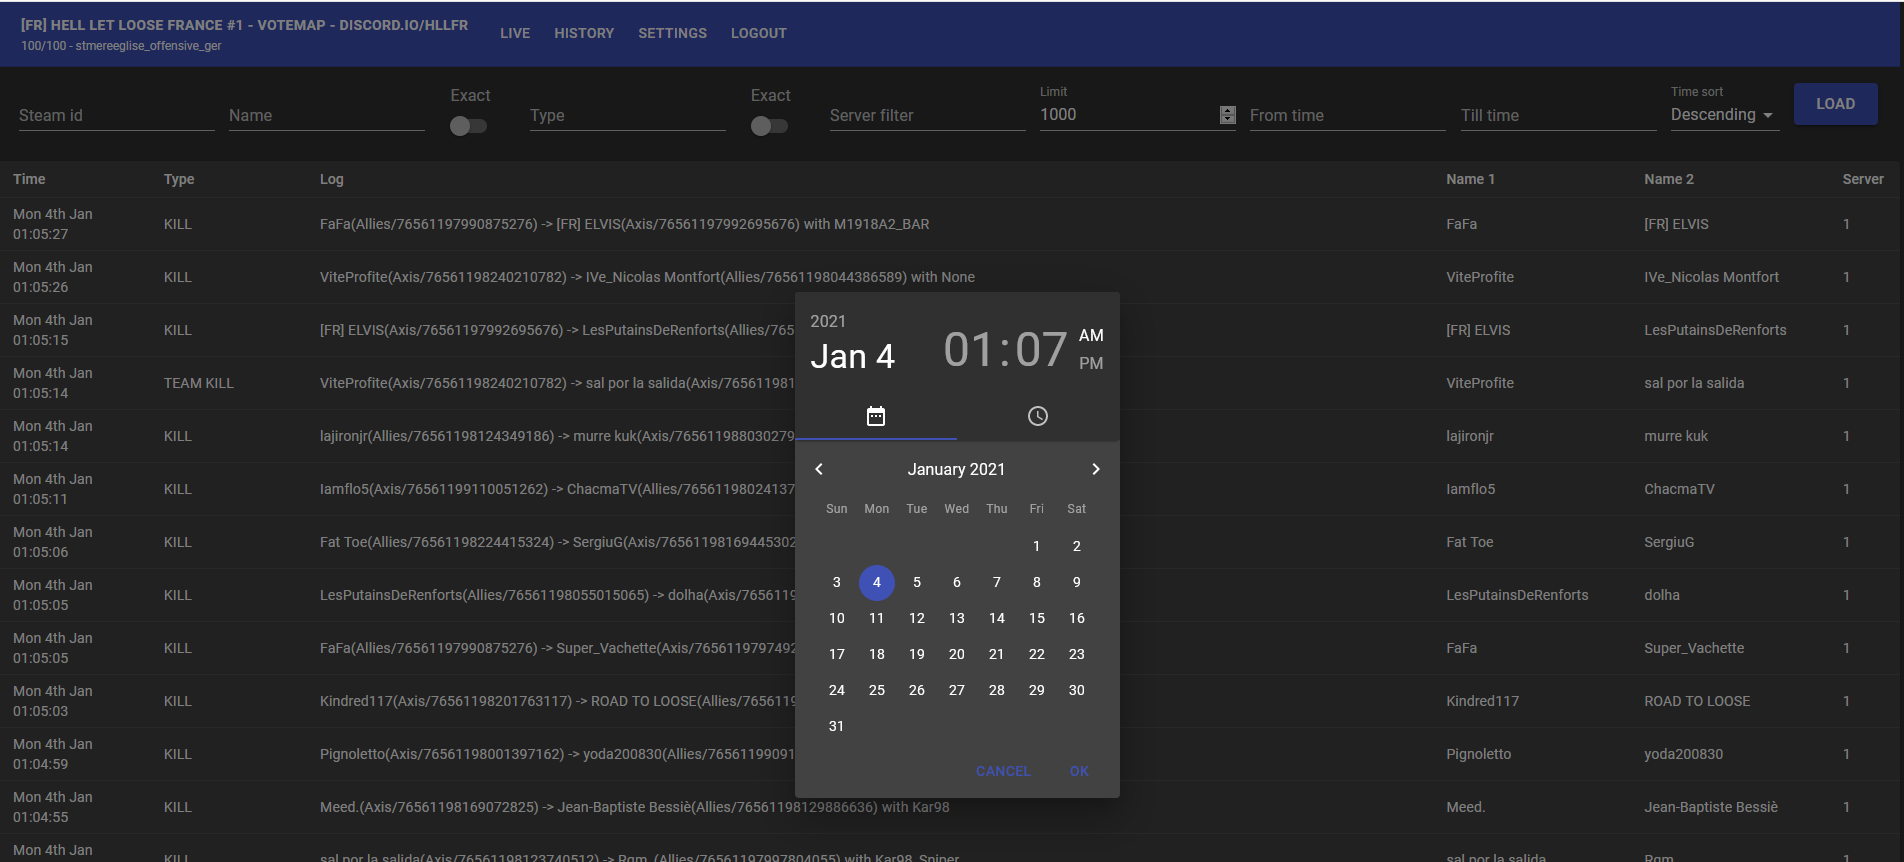 [FR] HELL LET LOOSE FRANCE #1 - VOTEMAP - DISCORD.IO/HLLFR
100/100 - stmereeglise_offensive_ger
LIVE HISTORY SETTINGS LOGOUT
Steam id
Name
Exact
Type
Exact
Server filter
Limit
1000
From time
Till time
Time sort
Descending
LOAD
Time Type Log Name 1 Name 2 Server
Mon 4th Jan
01:05:27
KILL FaFa(Allies/76561197990875276) -> [FR] ELVIS(Axis/76561197992695676) with M1918A2_BAR FaFa [FR] ELVIS 1
Mon 4th Jan
01:05:26
KILL ViteProfite(Axis/76561198240210782) -> IVe_Nicolas Montfort(Allies/76561198044386589) with None ViteProfite IVe_Nicolas Montfort 1
Mon 4th Jan
01:05:15
KILL [FR] ELVIS(Axis/76561197992695676) -> LesPutainsDeRenforts(Allies/765 [FR] ELVIS LesPutainsDeRenforts 1
Mon 4th Jan
01:05:14
TEAM KILL ViteProfite(Axis/76561198240210782) -> sal por la salida(Axis/765611981 ViteProfite sal por la salida 1
Mon 4th Jan
01:05:14
KILL lajironjr(Allies/76561198124349186) -> murre kuk(Axis/765611988030279 lajironjr murre kuk 1
Mon 4th Jan
01:05:11
KILL Iamflo5(Axis/76561199110051262) -> ChacmaTV(Allies/76561198024137 Iamflo5 ChacmaTV 1
Mon 4th Jan
01:05:06
KILL Fat Toe(Allies/76561198224415324) -> SergiuG(Axis/765611981694453​02 Fat Toe SergiuG 1
Mon 4th Jan
01:05:05
KILL LesPutainsDeRenforts(Allies/76561198055015065) -> dolha(Axis/7656119 LesPutainsDeRenforts dolha 1
Mon 4th Jan
01:05:05
KILL FaFa(Allies/76561197990875276) -> Super_Vachette(Axis/7656119797492 FaFa Super_Vachette 1
Mon 4th Jan
01:05:03
KILL Kindred117(Axis/76561198201763117) -> ROAD TO LOOSE(Allies/7656119 Kindred117 ROAD TO LOOSE 1
Mon 4th Jan
01:04:59
KILL Pignoletto(Axis/76561198001397162) -> yoda200830(Allies/76561199091 Pignoletto yoda200830 1
Mon 4th Jan
01:04:55
KILL Meed.(Axis/76561198169072825) -> Jean-Baptiste Bessiè(Allies/76561198129886636) with Kar98 Meed. Jean-Baptiste Bessiè 1
Mon 4th Jan
KILL sal por la salida(Axis/76561198123740512) -> Rgm (Allies/76561197997804055) with Kar98 Sniper sal por la salida Rgm 1
2021
Jan 4
01:07
AM
PM
January 2021
Sun Mon Tue Wed Thu Fri Sat
1 2
3 4 5 6 7 8 9
10 11 12 13 14 15 16
17 18 19 20 21 22 23
24 25 26 27 28 29 30
31
CANCEL OK